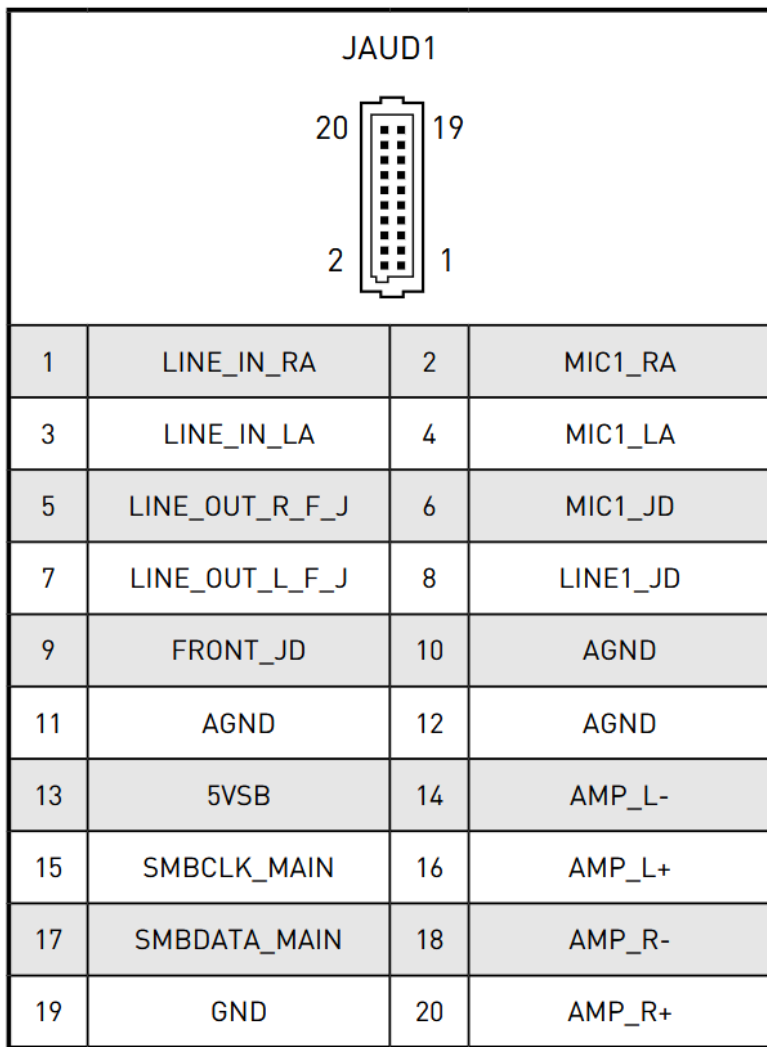 JAUD1
20 19
2 1
1 LINE_IN_RA 2 MIC1_RA
3 LINE_IN_LA 4 MIC1_LA
5 LINE_OUT_R_F_J 6 MIC1_JD
7 LINE_OUT_L_F_J 8 LINE1_JD
9 FRONT_JD 10 AGND
11 AGND 12 AGND
13 5VSB 14 AMP_L-
15 SMBCLK_MAIN 16 AMP_L+
17 SMBDATA_MAIN 18 AMP_R-
19 GND 20 AMP_R+